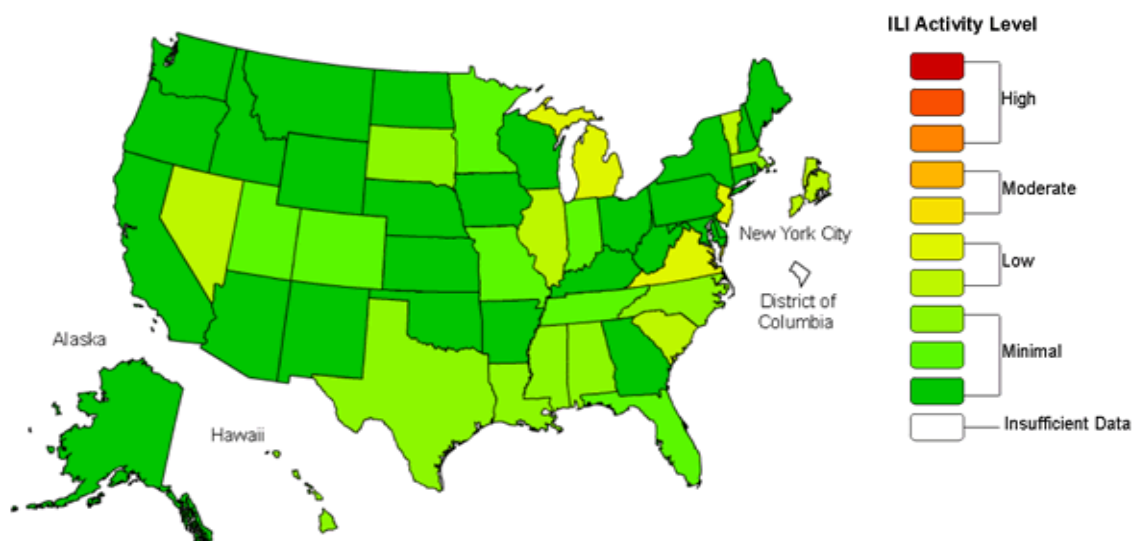 ILI Activity Level
High
Moderate
New York City
Low
District of
Columbia
Alaska
Minimal
Insufficient Data
Hawaii